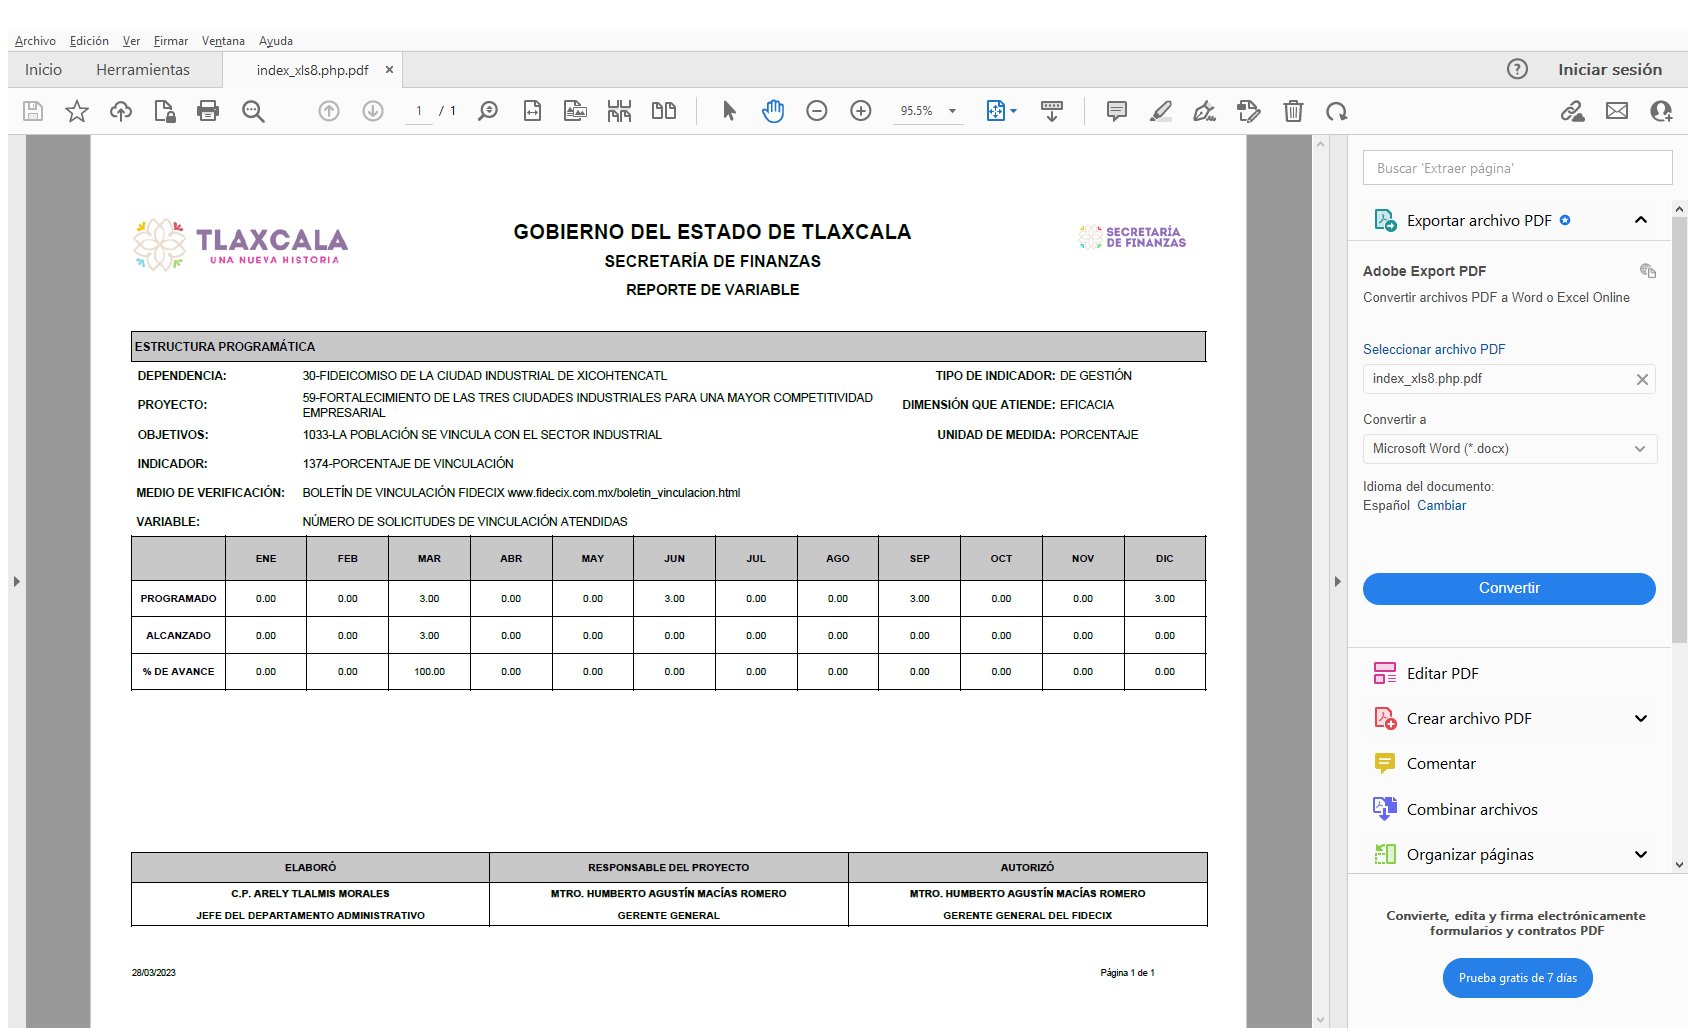 Archivo Edición Ver Firmar Ventana Ayuda
Inicio Herramientas index_xls8.php.pdf × Iniciar sesión
1 / 1 95.5%
TLAXCALA
UNA NUEVA HISTORIA
GOBIERNO DEL ESTADO DE TLAXCALA
SECRETARÍA DE FINANZAS
REPORTE DE VARIABLE
SECRETARÍA
DE FINANZAS
ESTRUCTURA PROGRAMÁTICA
DEPENDENCIA: 30-FIDEICOMISO DE LA CIUDAD INDUSTRIAL DE XICOHTENCATL TIPO DE INDICADOR: DE GESTIÓN
PROYECTO: 59-FORTALECIMIENTO DE LAS TRES CIUDADES INDUSTRIALES PARA UNA MAYOR COMPETITIVIDAD
EMPRESARIAL DIMENSIÓN QUE ATIENDE: EFICACIA
OBJETIVOS: 1033-LA POBLACIÓN SE VINCULA CON EL SECTOR INDUSTRIAL UNIDAD DE MEDIDA: PORCENTAJE
INDICADOR: 1374-PORCENTAJE DE VINCULACIÓN
MEDIO DE VERIFICACIÓN: BOLETÍN DE VINCULACIÓN FIDECIX www.fidecix.com.mx/boletin_vinculacion.html
VARIABLE: NÚMERO DE SOLICITUDES DE VINCULACIÓN ATENDIDAS
ENE FEB MAR ABR MAY JUN JUL AGO SEP OCT NOV DIC
PROGRAMADO 0.00 0.00 3.00 0.00 0.00 3.00 0.00 0.00 3.00 0.00 0.00 3.00
ALCANZADO 0.00 0.00 3.00 0.00 0.00 0.00 0.00 0.00 0.00 0.00 0.00 0.00
% DE AVANCE 0.00 0.00 100.00 0.00 0.00 0.00 0.00 0.00 0.00 0.00 0.00 0.00
ELABORÓ RESPONSABLE DEL PROYECTO AUTORIZÓ
C.P. ARELY TLALMIS MORALES MTRO. HUMBERTO AGUSTÍN MACÍAS ROMERO MTRO. HUMBERTO AGUSTÍN MACÍAS ROMERO
JEFE DEL DEPARTAMENTO ADMINISTRATIVO GERENTE GENERAL GERENTE GENERAL DEL FIDECIX
28/03/2023 Página 1 de 1
Buscar 'Extraer página'
Exportar archivo PDF
Adobe Export PDF
Convertir archivos PDF a Word o Excel Online
Seleccionar archivo PDF
index_xls8.php.pdf
Convertir a
Microsoft Word (*.docx)
Idioma del documento:
Español Cambiar
Convertir
Editar PDF
Crear archivo PDF
Comentar
Combinar archivos
Organizar páginas
Convierte, edita y firma electrónicamente
formularios y contratos PDF
Prueba gratis de 7 días